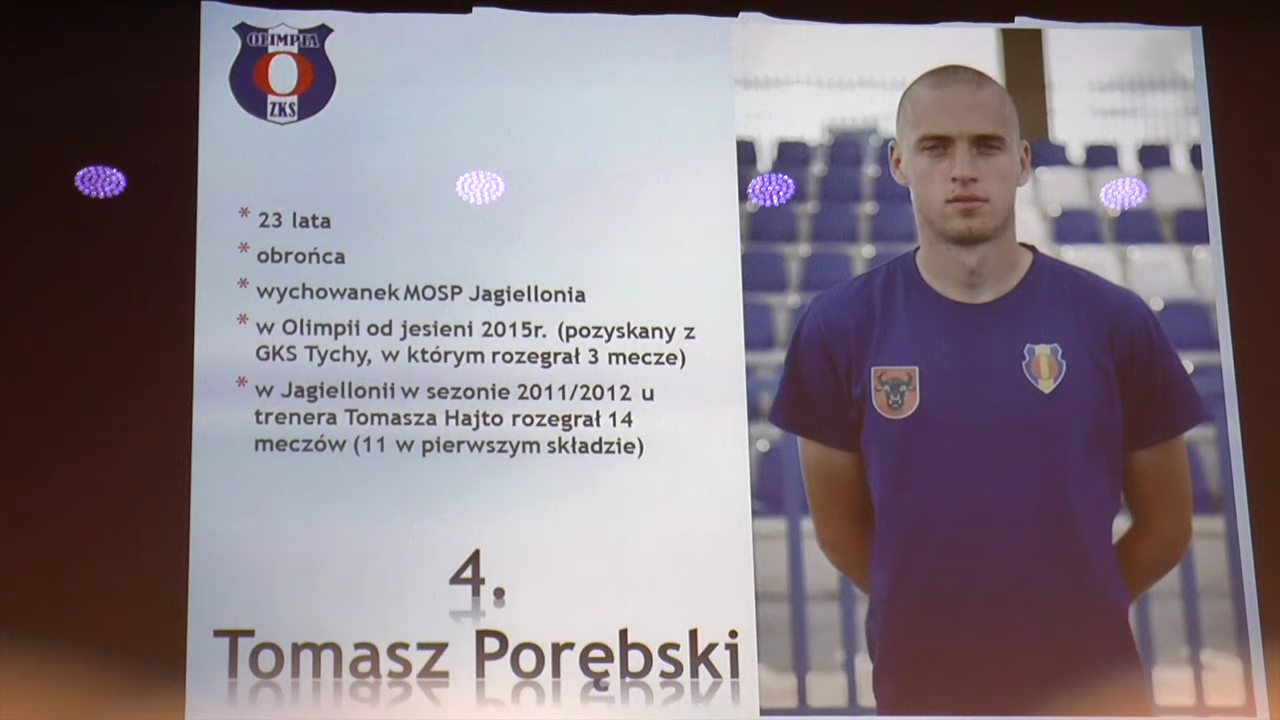 OLIMPIA
ZKS
* 23 lata
* obrońca
* wychowanek MOSP Jagiellonia
* w Olimpii od jesieni 2015r. (pozyskany z
GKS Tychy, w którym rozegrał 3 mecze)
* w Jagiellonii w sezonie 2011/2012 u
trenera Tomasza Hajto rozegrał 14
meczów (11 w pierwszym składzie)
4.
Tomasz Porębski